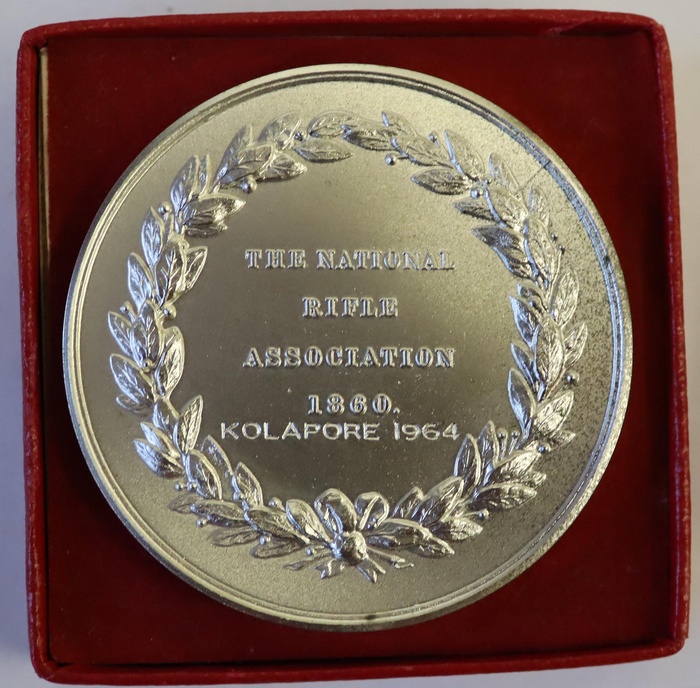 THE NATIONAL
RIFLE
ASSOCIATION
1860.
KOLAPORE 1964